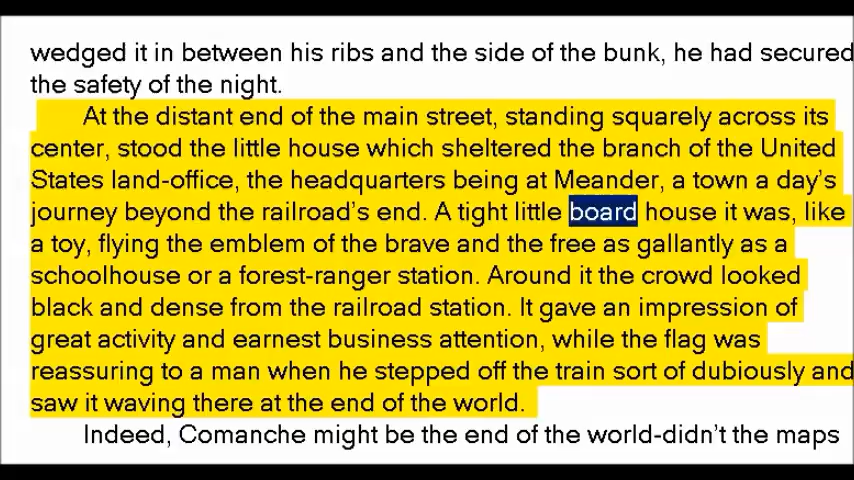 wedged it in between his ribs and the side of the bunk, he had secured
the safety of the night.
At the distant end of the main street, standing squarely across its
center, stood the little house which sheltered the branch of the United
States land-office, the headquarters being at Meander, a town a day's
journey beyond the railroad's end. A tight little board house it was, like
a toy, flying the emblem of the brave and the free as gallantly as a
schoolhouse or a forest-ranger station. Around it the crowd looked
black and dense from the railroad station. It gave an impression of
great activity and earnest business attention, while the flag was
reassuring to a man when he stepped off the train sort of dubiously and
saw it waving there at the end of the world.
Indeed, Comanche might be the end of the world-didn't the maps